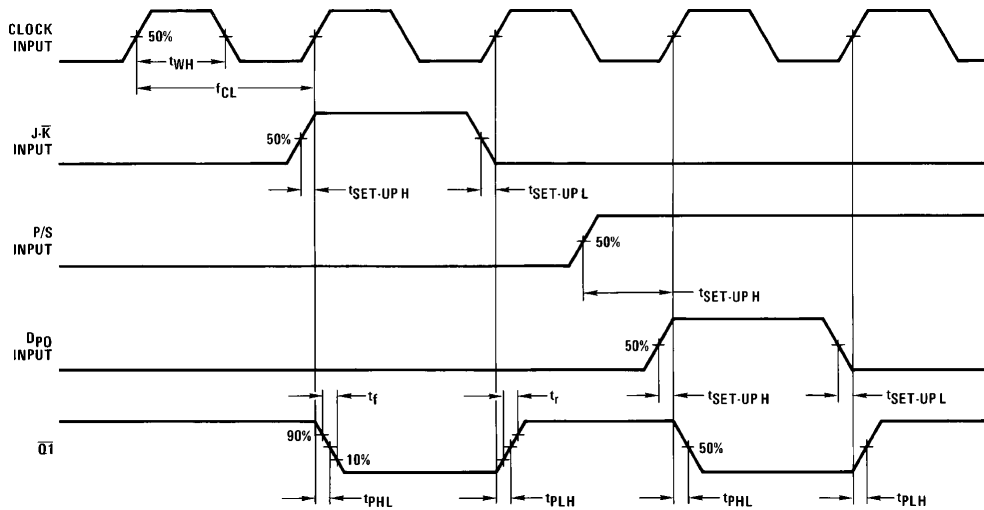 CLOCK
INPUT
50%
tWH
fCL
J-K̅
INPUT
50%
tSET-UP H
tSET-UP L
P/S
INPUT
50%
tSET-UP H
DPO
INPUT
50%
tSET-UP H
tSET-UP L
tf
tr
Q̅1̅
90%
10%
50%
tPHL
tPLH
tPHL
tPLH